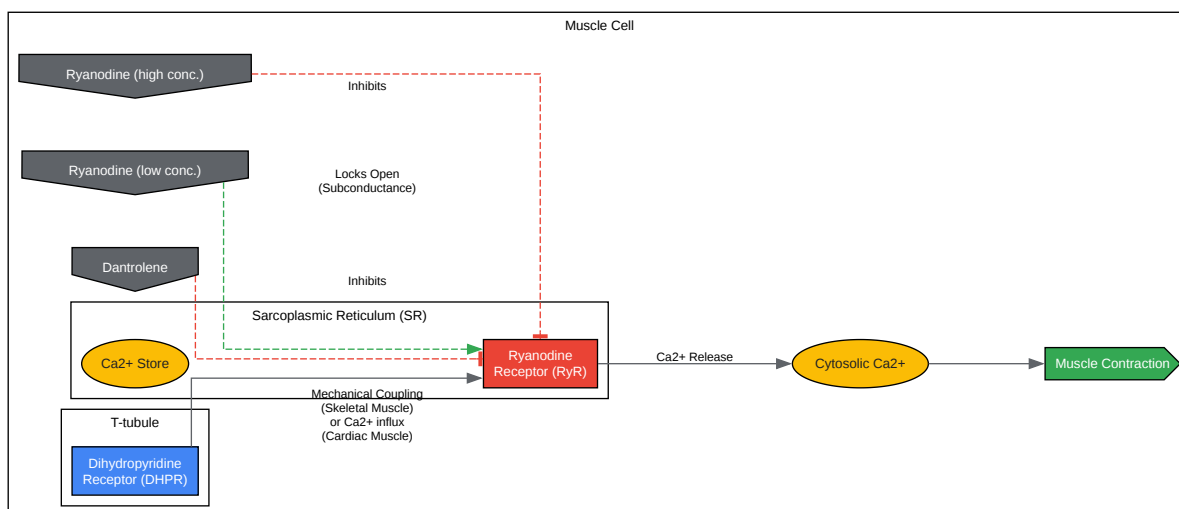 Muscle Cell
Ryanodine (high conc.)
Inhibits
Ryanodine (low conc.)
Locks Open
(Subconductance)
Dantrolene
Inhibits
Sarcoplasmic Reticulum (SR)
Ca2+ Store
Ryanodine
Receptor (RyR)
Ca2+ Release
Cytosolic Ca2+
Muscle Contraction
Mechanical Coupling
(Skeletal Muscle)
or Ca2+ influx
(Cardiac Muscle)
T-tubule
Dihydropyridine
Receptor (DHPR)